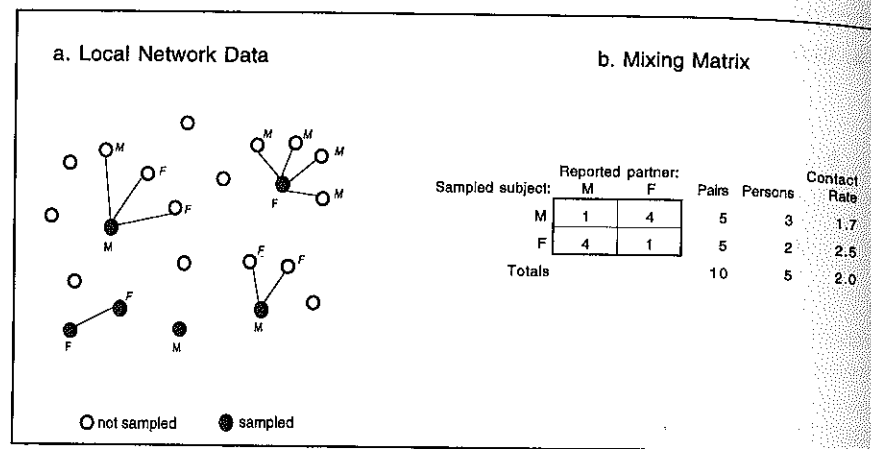 a. Local Network Data
b. Mixing Matrix
M
M
M
M
F
M
F
F
M
M
F
F
M
F
F
M
Reported partner:
Sampled subject: M F Pairs Persons Contact Rate
M 1 4 5 3 1.7
F 4 1 5 2 2.5
Totals 10 5 2.0
not sampled sampled